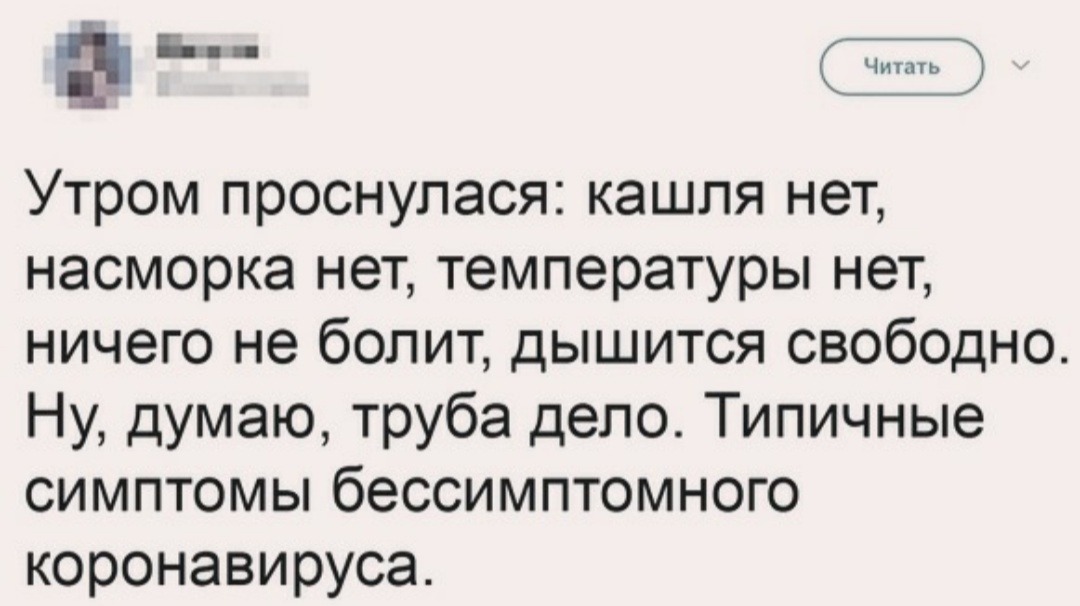 Читать
Утром проснулася: кашля нет,
насморка нет, температуры нет,
ничего не болит, дышится свободно.
Ну, думаю, труба дело. Типичные
симптомы бессимптомного
коронавируса.